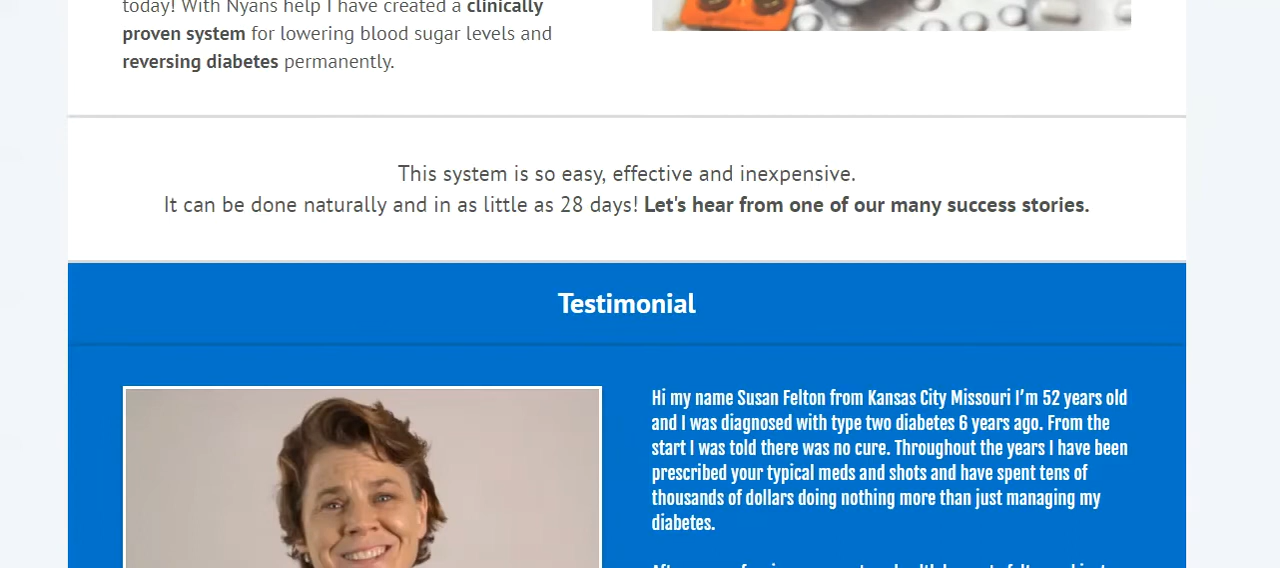 today! With Nyans help I have created a clinically
proven system for lowering blood sugar levels and
reversing diabetes permanently.
This system is so easy, effective and inexpensive.
It can be done naturally and in as little as 28 days! Let's hear from one of our many success stories.
Testimonial
Hi my name Susan Felton from Kansas City Missouri I'm 52 years old
and I was diagnosed with type two diabetes 6 years ago. From the
start I was told there was no cure. Throughout the years I have been
prescribed your typical meds and shots and have spent tens of
thousands of dollars doing nothing more than just managing my
diabetes.